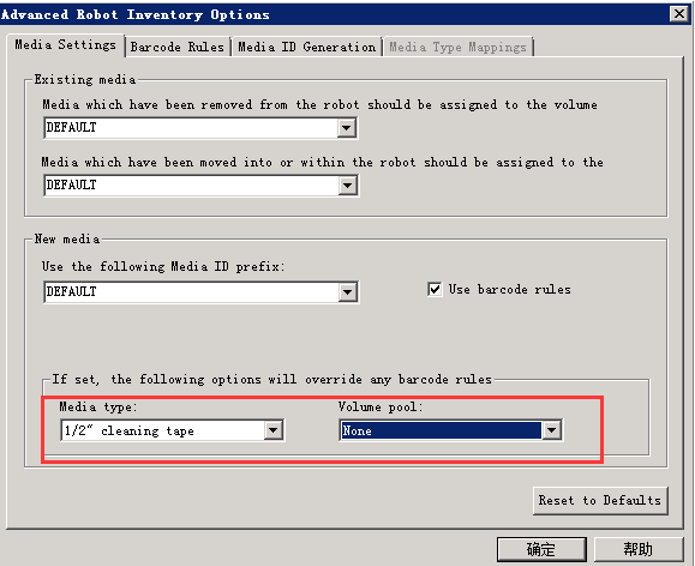 Advanced Robot Inventory Options
Media Settings Barcode Rules Media ID Generation Media Type Mappings
Existing media
Media which have been removed from the robot should be assigned to the volume
DEFAULT
Media which have been moved into or within the robot should be assigned to the
DEFAULT
New media
Use the following Media ID prefix:
DEFAULT
Use barcode rules
If set, the following options will override any barcode rules
Media type: Volume pool:
1/2" cleaning tape None
Reset to Defaults
确定 帮助